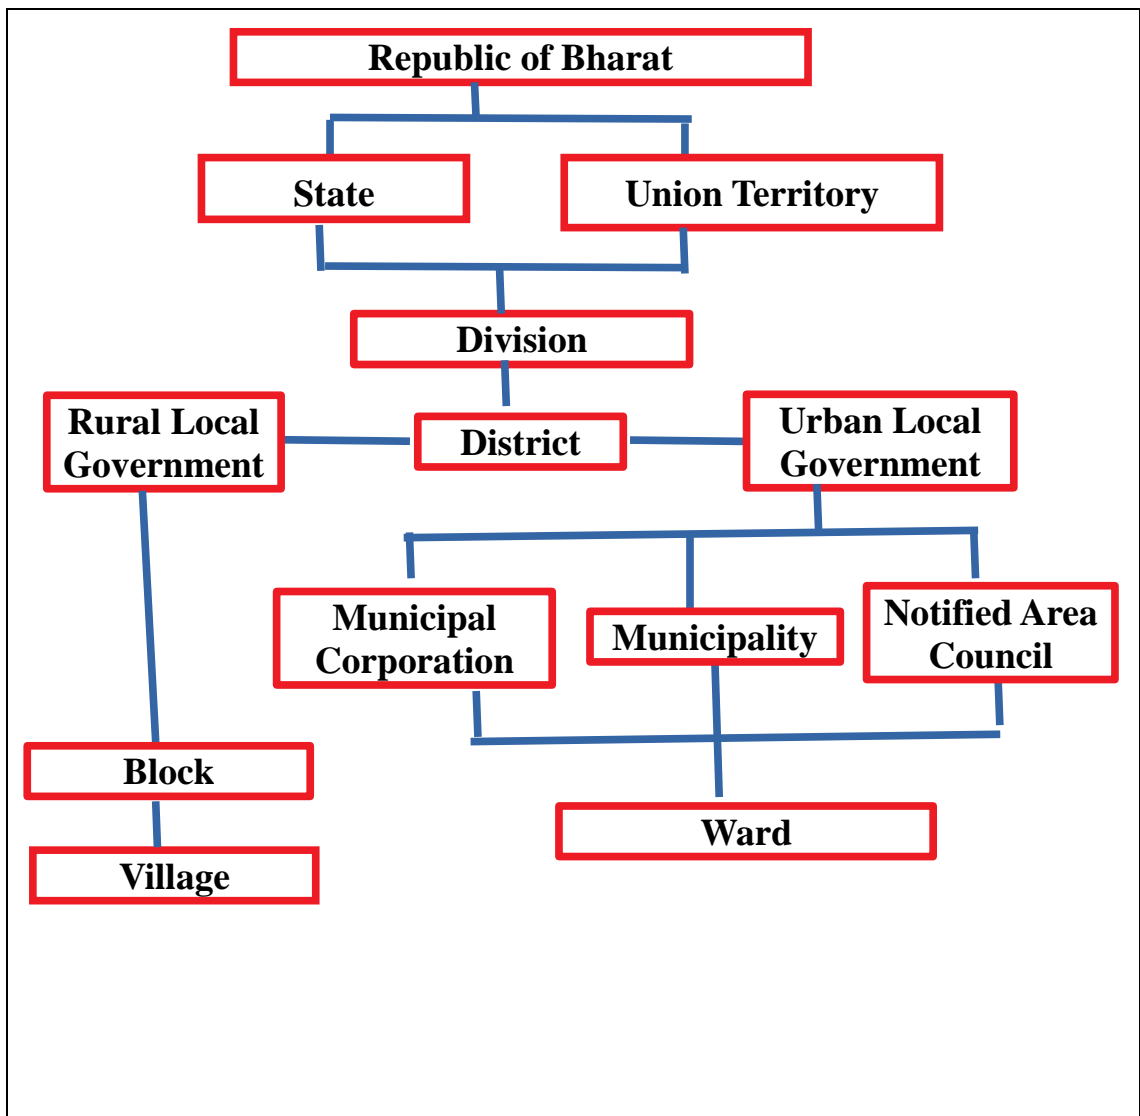 Republic of Bharat
State
Union Territory
Division
Rural Local
Government
District
Urban Local
Government
Municipal
Corporation
Municipality
Notified Area
Council
Block
Ward
Village